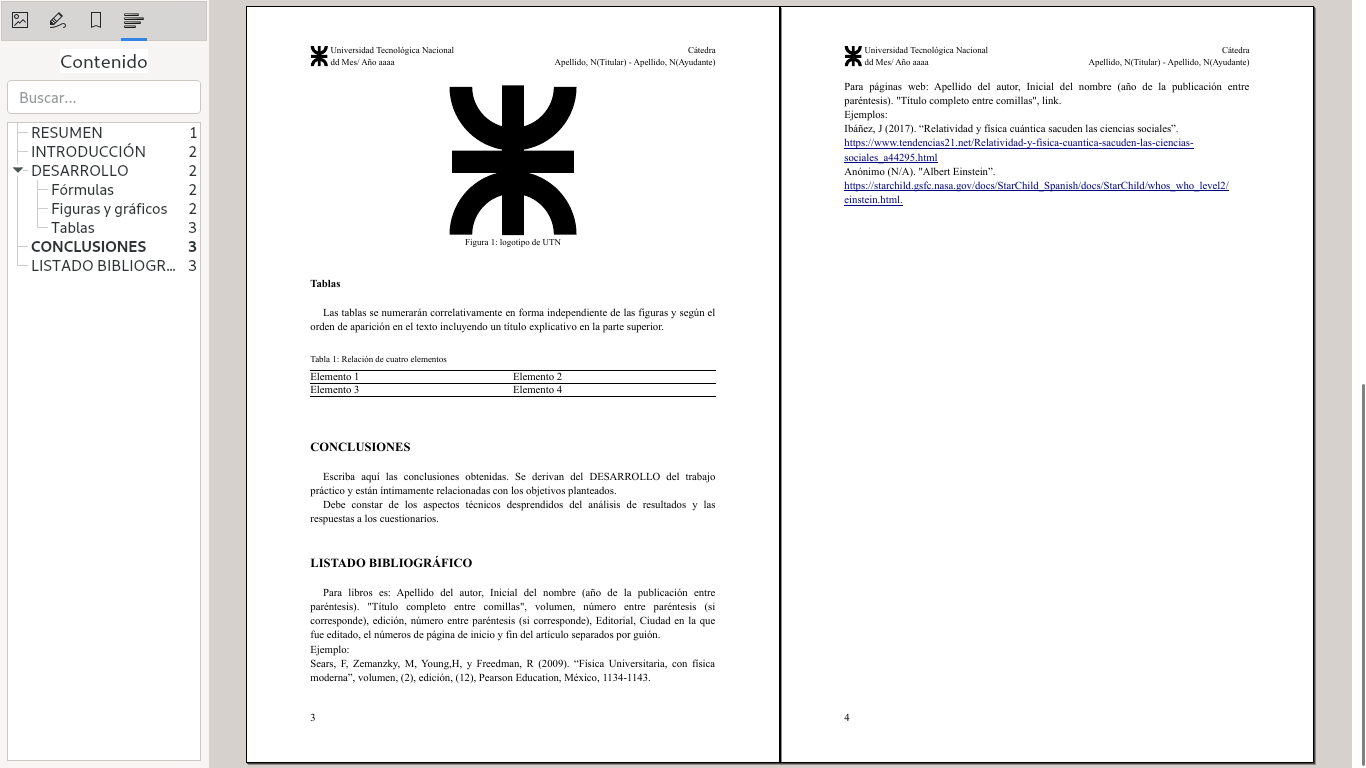 Contenido
Buscar...
RESUMEN 1
INTRODUCCIÓN 2
DESARROLLO 2
Fórmulas 2
Figuras y gráficos 2
Tablas 3
CONCLUSIONES 3
LISTADO BIBLIOGR... 3
Universidad Tecnológica Nacional Cátedra
dd Mes/ Año aaaa Apellido, N(Titular) - Apellido, N(Ayudante)
Figura 1: logotipo de UTN
Tablas
Las tablas se numerarán correlativamente en forma independiente de las figuras y según el
orden de aparición en el texto incluyendo un título explicativo en la parte superior.
Tabla 1: Relación de cuatro elementos
Elemento 1 Elemento 2
Elemento 3 Elemento 4
CONCLUSIONES
Escriba aquí las conclusiones obtenidas. Se derivan del DESARROLLO del trabajo
práctico y están íntimamente relacionadas con los objetivos planteados.
Debe constar de los aspectos técnicos desprendidos del análisis de resultados y las
respuestas a los cuestionarios.
LISTADO BIBLIOGRÁFICO
Para libros es: Apellido del autor, Inicial del nombre (año de la publicación entre
paréntesis). "Título completo entre comillas", volumen, número entre paréntesis (si
corresponde), edición, número entre paréntesis (si corresponde), Editorial, Ciudad en la que
fue editado, el números de página de inicio y fin del artículo separados por guión.
Ejemplo:
Sears, F, Zemanzky, M, Young,H, y Freedman, R (2009). “Física Universitaria, con física
moderna”, volumen, (2), edición, (12), Pearson Education, México, 1134-1143.
3
Universidad Tecnológica Nacional Cátedra
dd Mes/ Año aaaa Apellido, N(Titular) - Apellido, N(Ayudante)
Para páginas web: Apellido del autor, Inicial del nombre (año de la publicación entre
paréntesis). "Título completo entre comillas", link.
Ejemplos:
Ibáñez, J (2017). “Relatividad y física cuántica sacuden las ciencias sociales”.
https://www.tendencias21.net/Relatividad-y-fisica-cuantica-sacuden-las-ciencias-
sociales_a44295.html
Anónimo (N/A). "Albert Einstein”.
https://starchild.gsfc.nasa.gov/docs/StarChild_Spanish/docs/StarChild/whos_who_level2/
einstein.html.
4